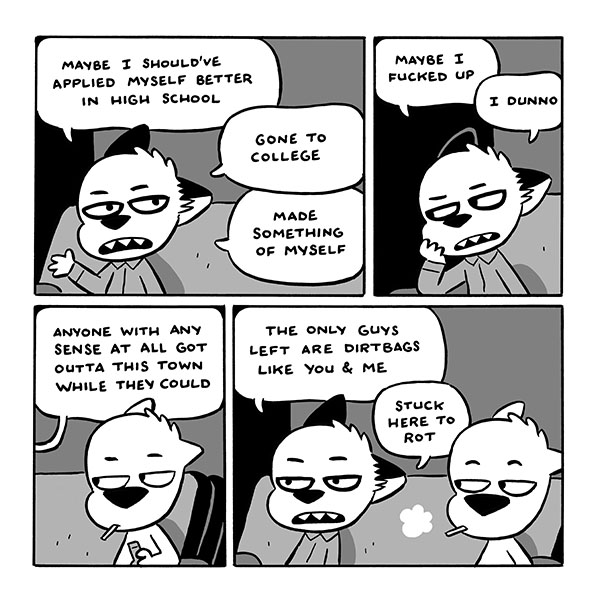 MAYBE I SHOULD'VE
APPLIED MYSELF BETTER
IN HIGH SCHOOL
GONE TO
COLLEGE
MADE
SOMETHING
OF MYSELF
MAYBE I
FUCKED UP
I DUNNO
ANYONE WITH ANY
SENSE AT ALL GOT
OUTTA THIS TOWN
WHILE THEY COULD
THE ONLY GUYS
LEFT ARE DIRTBAGS
LIKE YOU & ME
STUCK
HERE TO
ROT